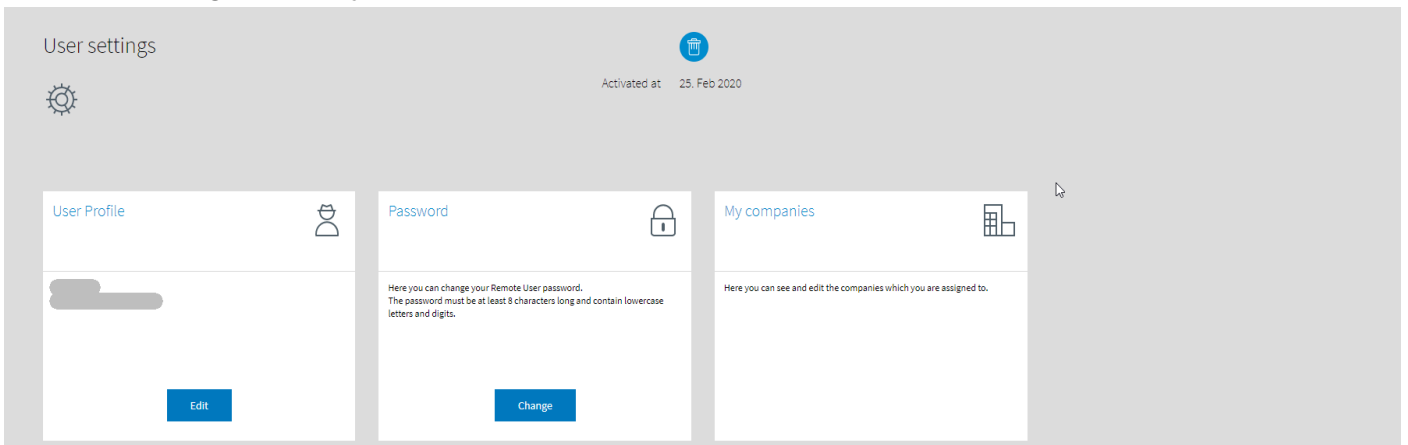 User settings
Activated at 25. Feb 2020
User Profile
Password
My companies
Here you can change your Remote User password.
The password must be at least 8 characters long and contain lowercase
letters and digits.
Here you can see and edit the companies which you are assigned to.
Edit
Change